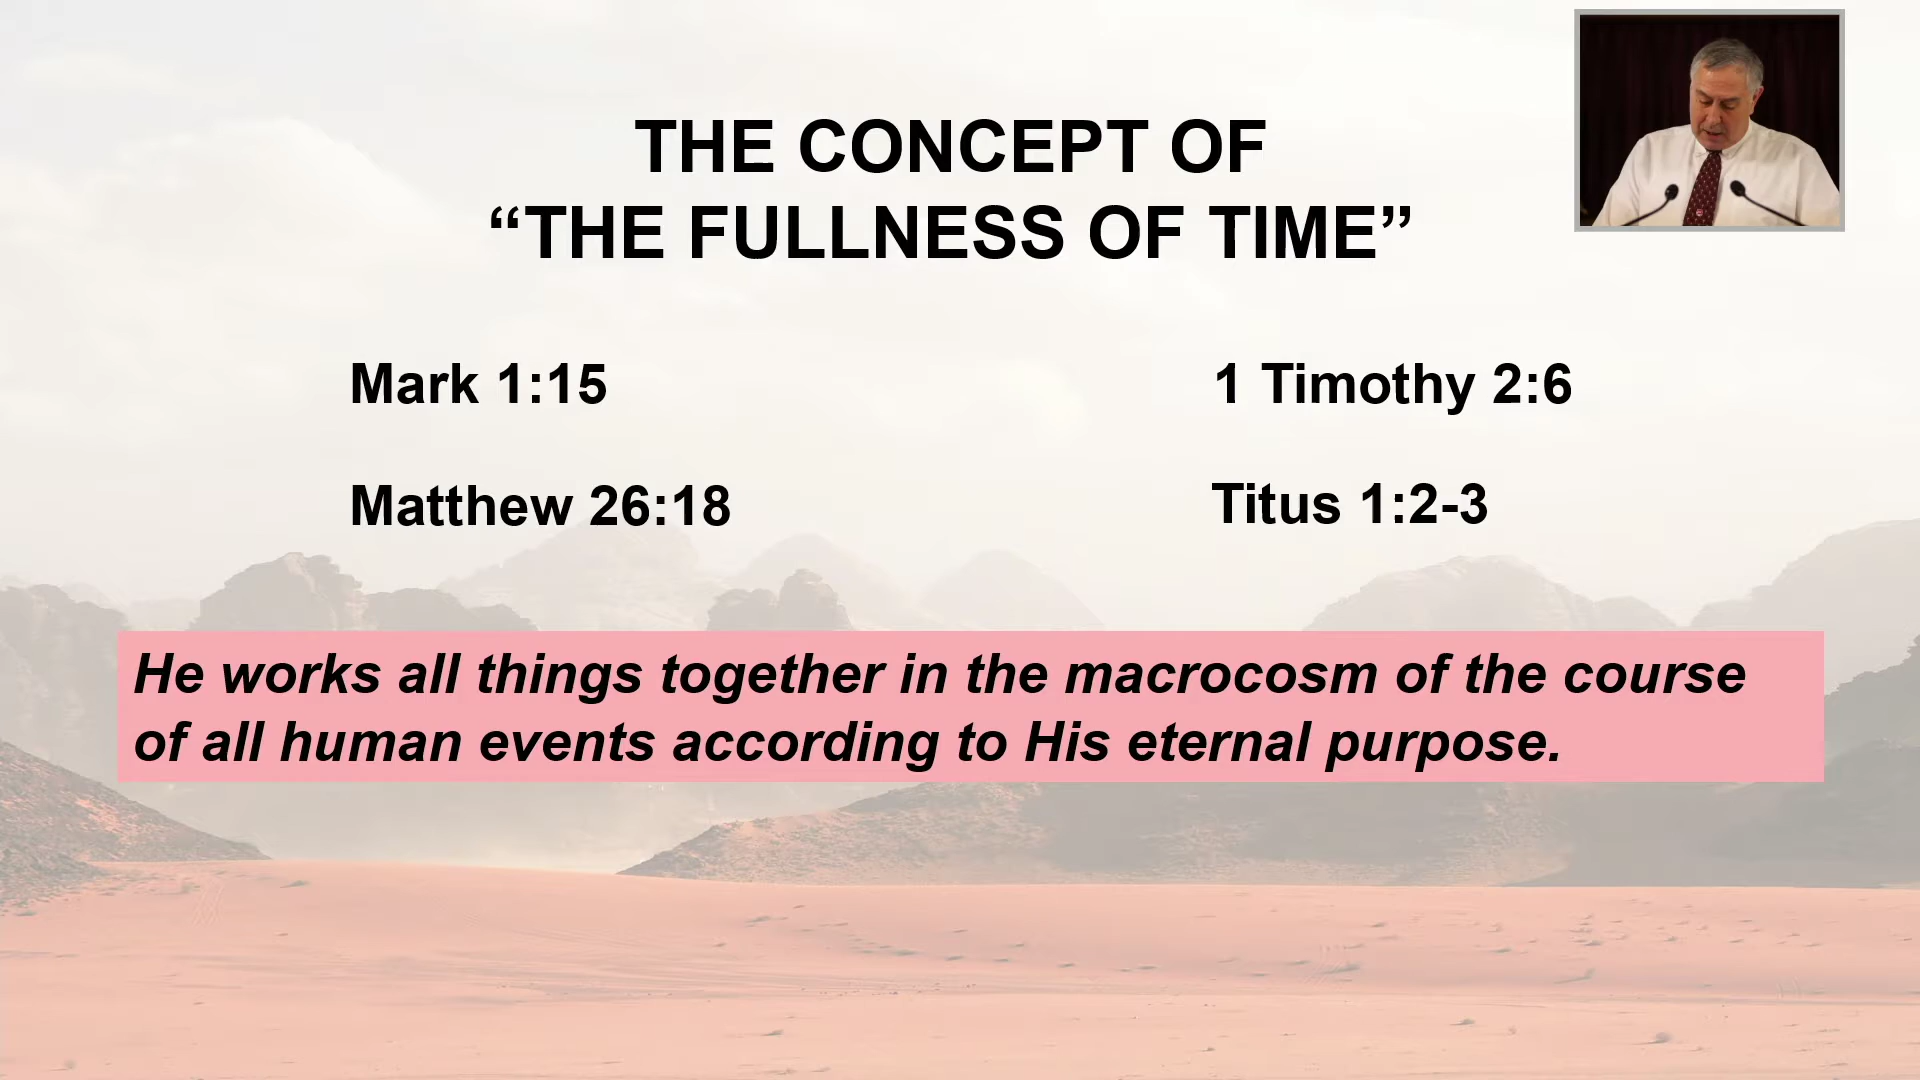 THE CONCEPT OF
“THE FULLNESS OF TIME”
Mark 1:15
1 Timothy 2:6
Matthew 26:18
Titus 1:2-3
He works all things together in the macrocosm of the course
of all human events according to His eternal purpose.